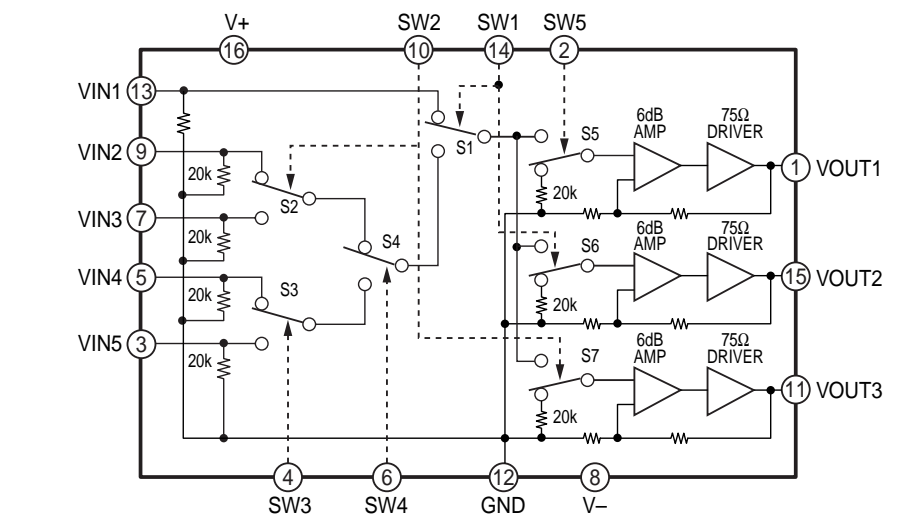 V+ SW2 SW1 SW5
16 10 14 2
VIN1 13
S1
6dB AMP
75Ω DRIVER
S5
VIN2 9
20k
20k
1 VOUT1
S2
VIN3 7
20k
S4
S6
6dB AMP
75Ω DRIVER
VIN4 5
20k
S3
20k
15 VOUT2
VIN5 3
20k
S7
6dB AMP
75Ω DRIVER
20k
11 VOUT3
4 6 12 8
SW3 SW4 GND V–